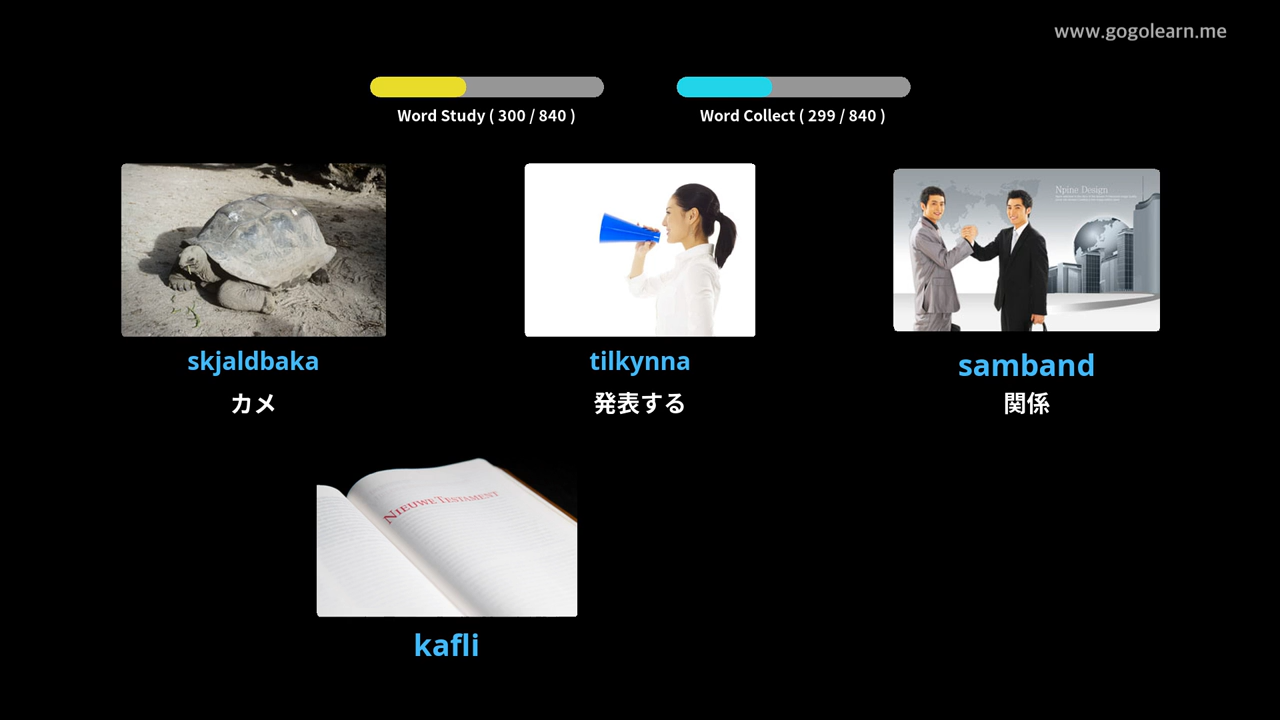 www.gogolearn.me
Word Study ( 300 / 840 )
Word Collect ( 299 / 840 )
Npine Design
skjaldbaka
tilkynna
samband
カメ
発表する
関係
NIEUWE TESTAMENT
kafli